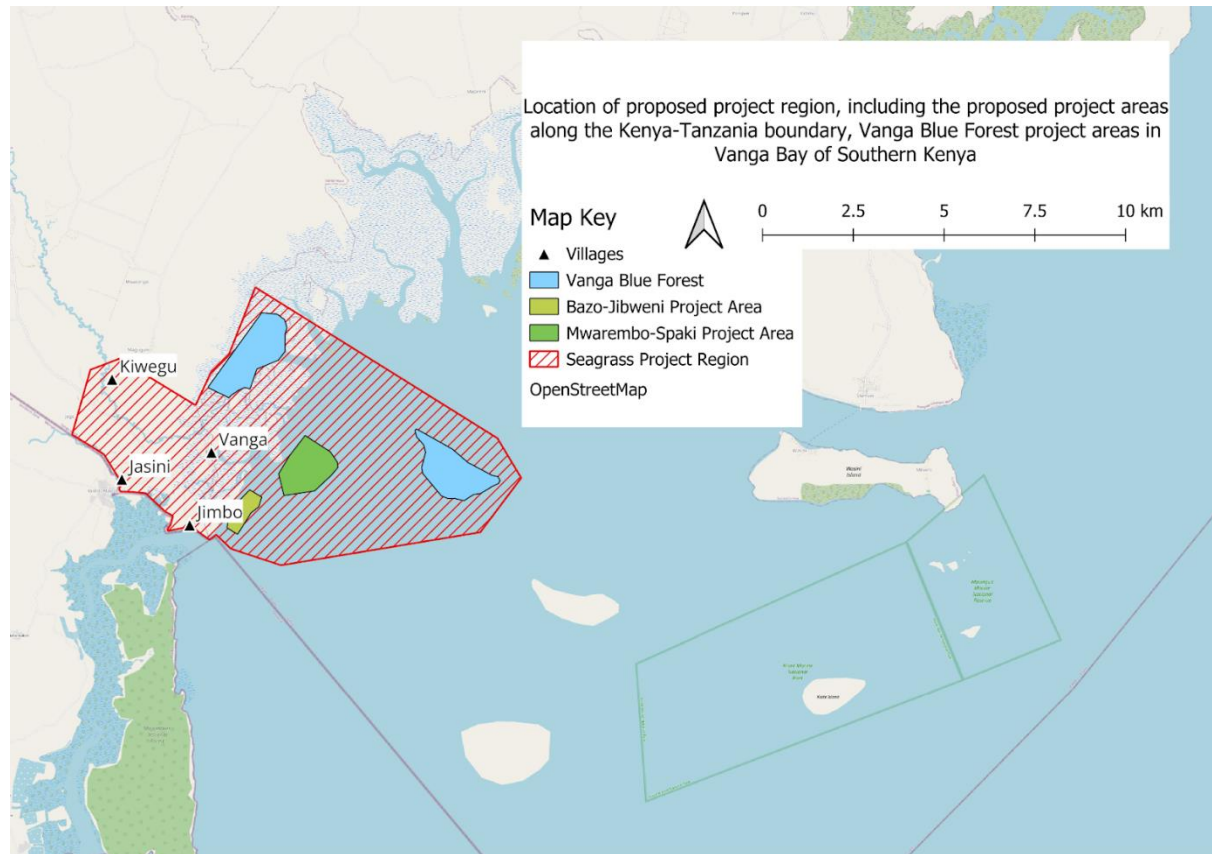 Location of proposed project region, including the proposed project areas
along the Kenya-Tanzania boundary, Vanga Blue Forest project areas in
Vanga Bay of Southern Kenya
Map Key
0 2.5 5 7.5 10 km
Villages
Vanga Blue Forest
Bazo-Jibweni Project Area
Mwarembo-Spaki Project Area
Seagrass Project Region
OpenStreetMap
Kiwegu
Vanga
Jasini
Jimbo
Island